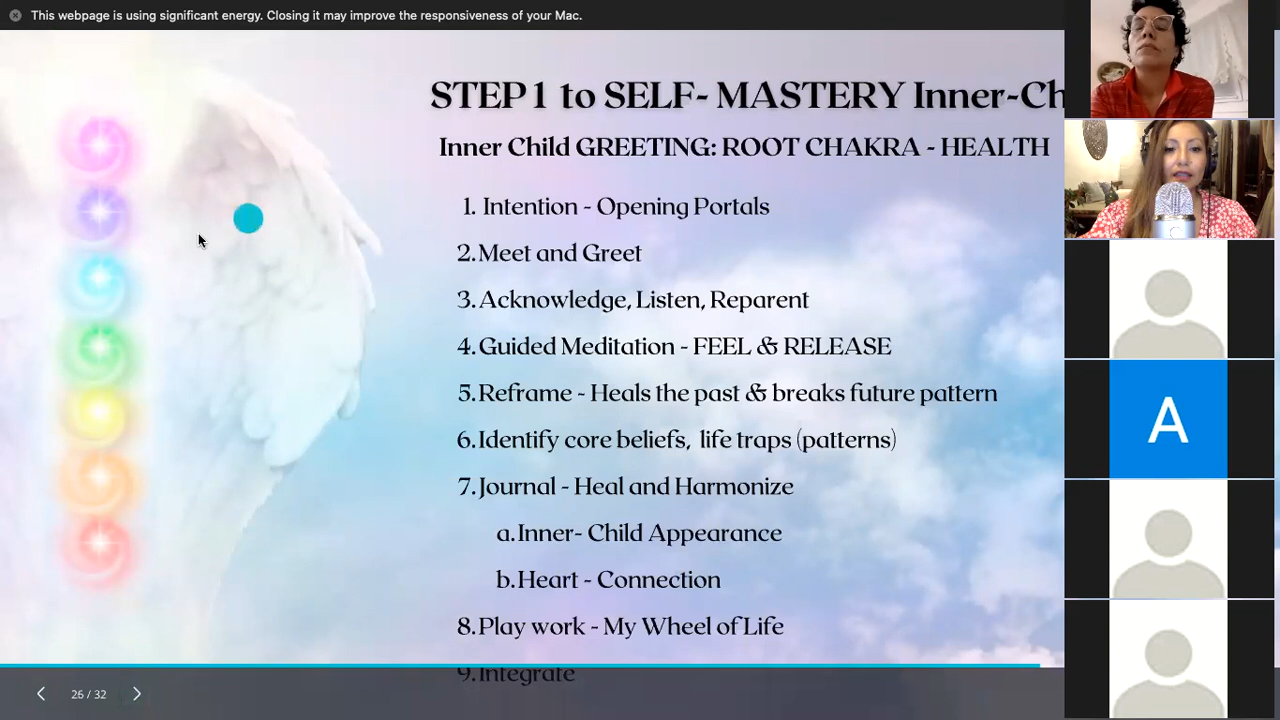 This webpage is using significant energy. Closing it may improve the responsiveness of your Mac.
STEP 1 to SELF- MASTERY Inner-Ch
Inner Child GREETING: ROOT CHAKRA - HEALTH
1. Intention - Opening Portals
2. Meet and Greet
3. Acknowledge, Listen, Reparent
4. Guided Meditation - FEEL & RELEASE
5. Reframe - Heals the past & breaks future pattern
6. Identify core beliefs, life traps (patterns)
7. Journal - Heal and Harmonize
a. Inner- Child Appearance
b. Heart - Connection
8. Play work - My Wheel of Life
9. Integrate
26 / 32
A